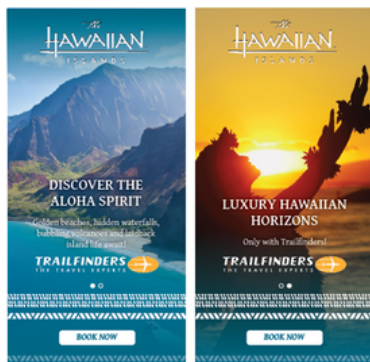 The
HAWAIIAN
ISLANDS
DISCOVER THE
ALOHA SPIRIT
Golden beaches, hidden waterfalls,
bubbling volcanoes and laidback
island life await!
TRAILFINDERS
THE TRAVEL EXPERTS
BOOK NOW
The
HAWAIIAN
ISLANDS
LUXURY HAWAIIAN
HORIZONS
Only with Trailfinders!
TRAILFINDERS
THE TRAVEL EXPERTS
BOOK NOW